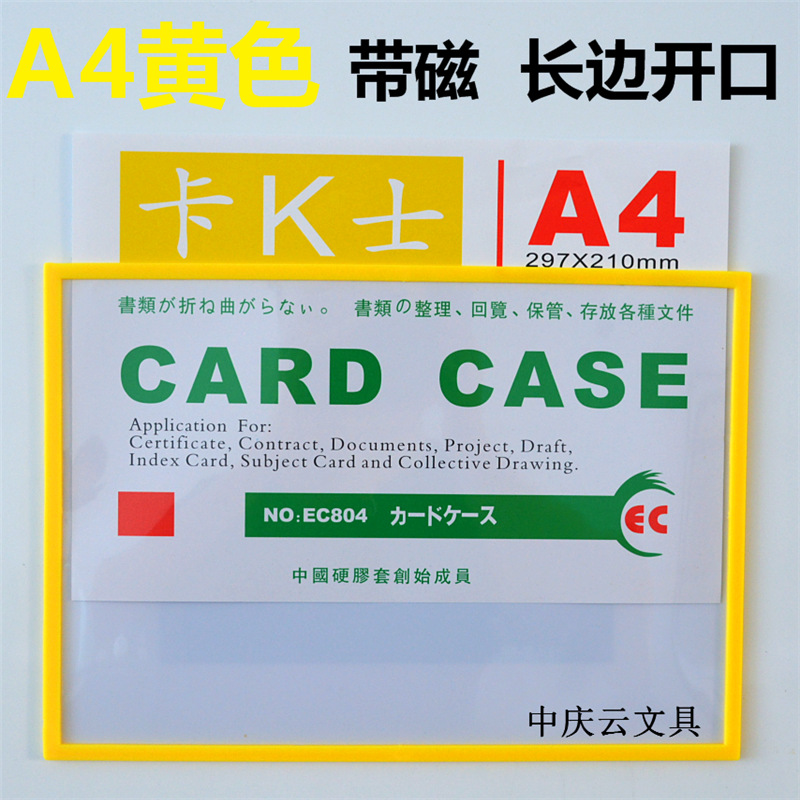 A4黄色 带磁 长边开口
卡K士
A4
297X210mm
書類が折ね曲がらない。 書類の整理、回覽、保管、存放各種文件
CARD CASE
Application For:
Certificate, Contract, Documents, Project, Draft,
Index Card, Subject Card and Collective Drawing.
NO:EC804 カードケース
EC
中國硬膠套創始成員
中庆云文具